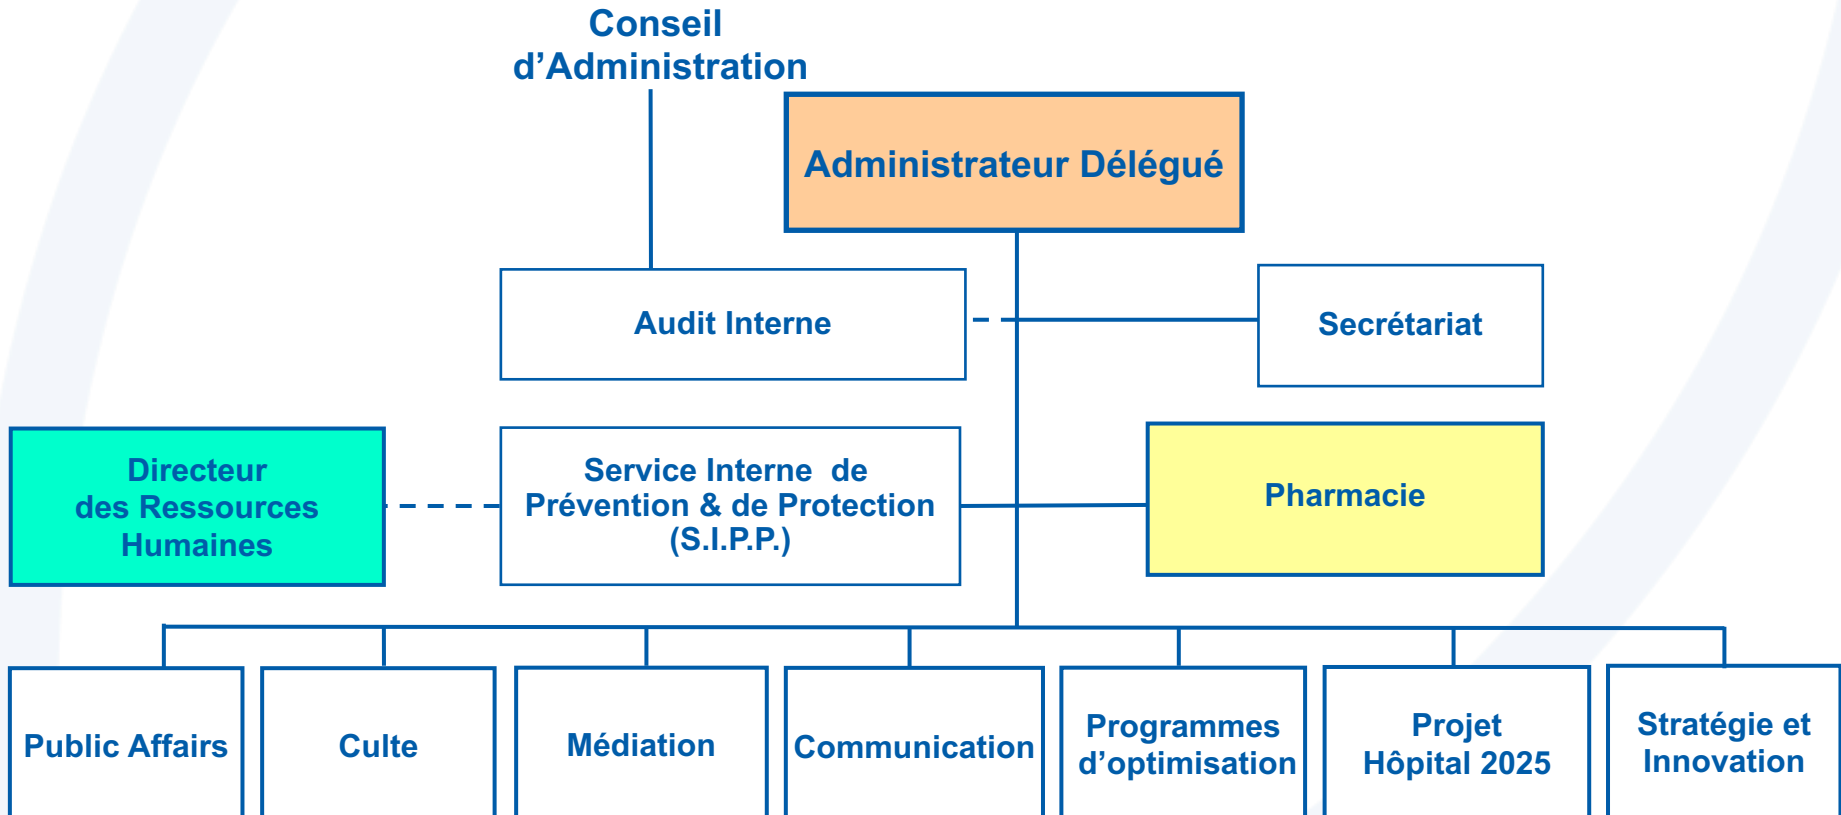 Conseil
d’Administration
Administrateur Délégué
Audit Interne
Secrétariat
Directeur
des Ressources
Humaines
Service Interne de
Prévention & de Protection
(S.I.P.P.)
Pharmacie
Public Affairs
Culte
Médiation
Communication
Programmes
d’optimisation
Projet
Hôpital 2025
Stratégie et
Innovation